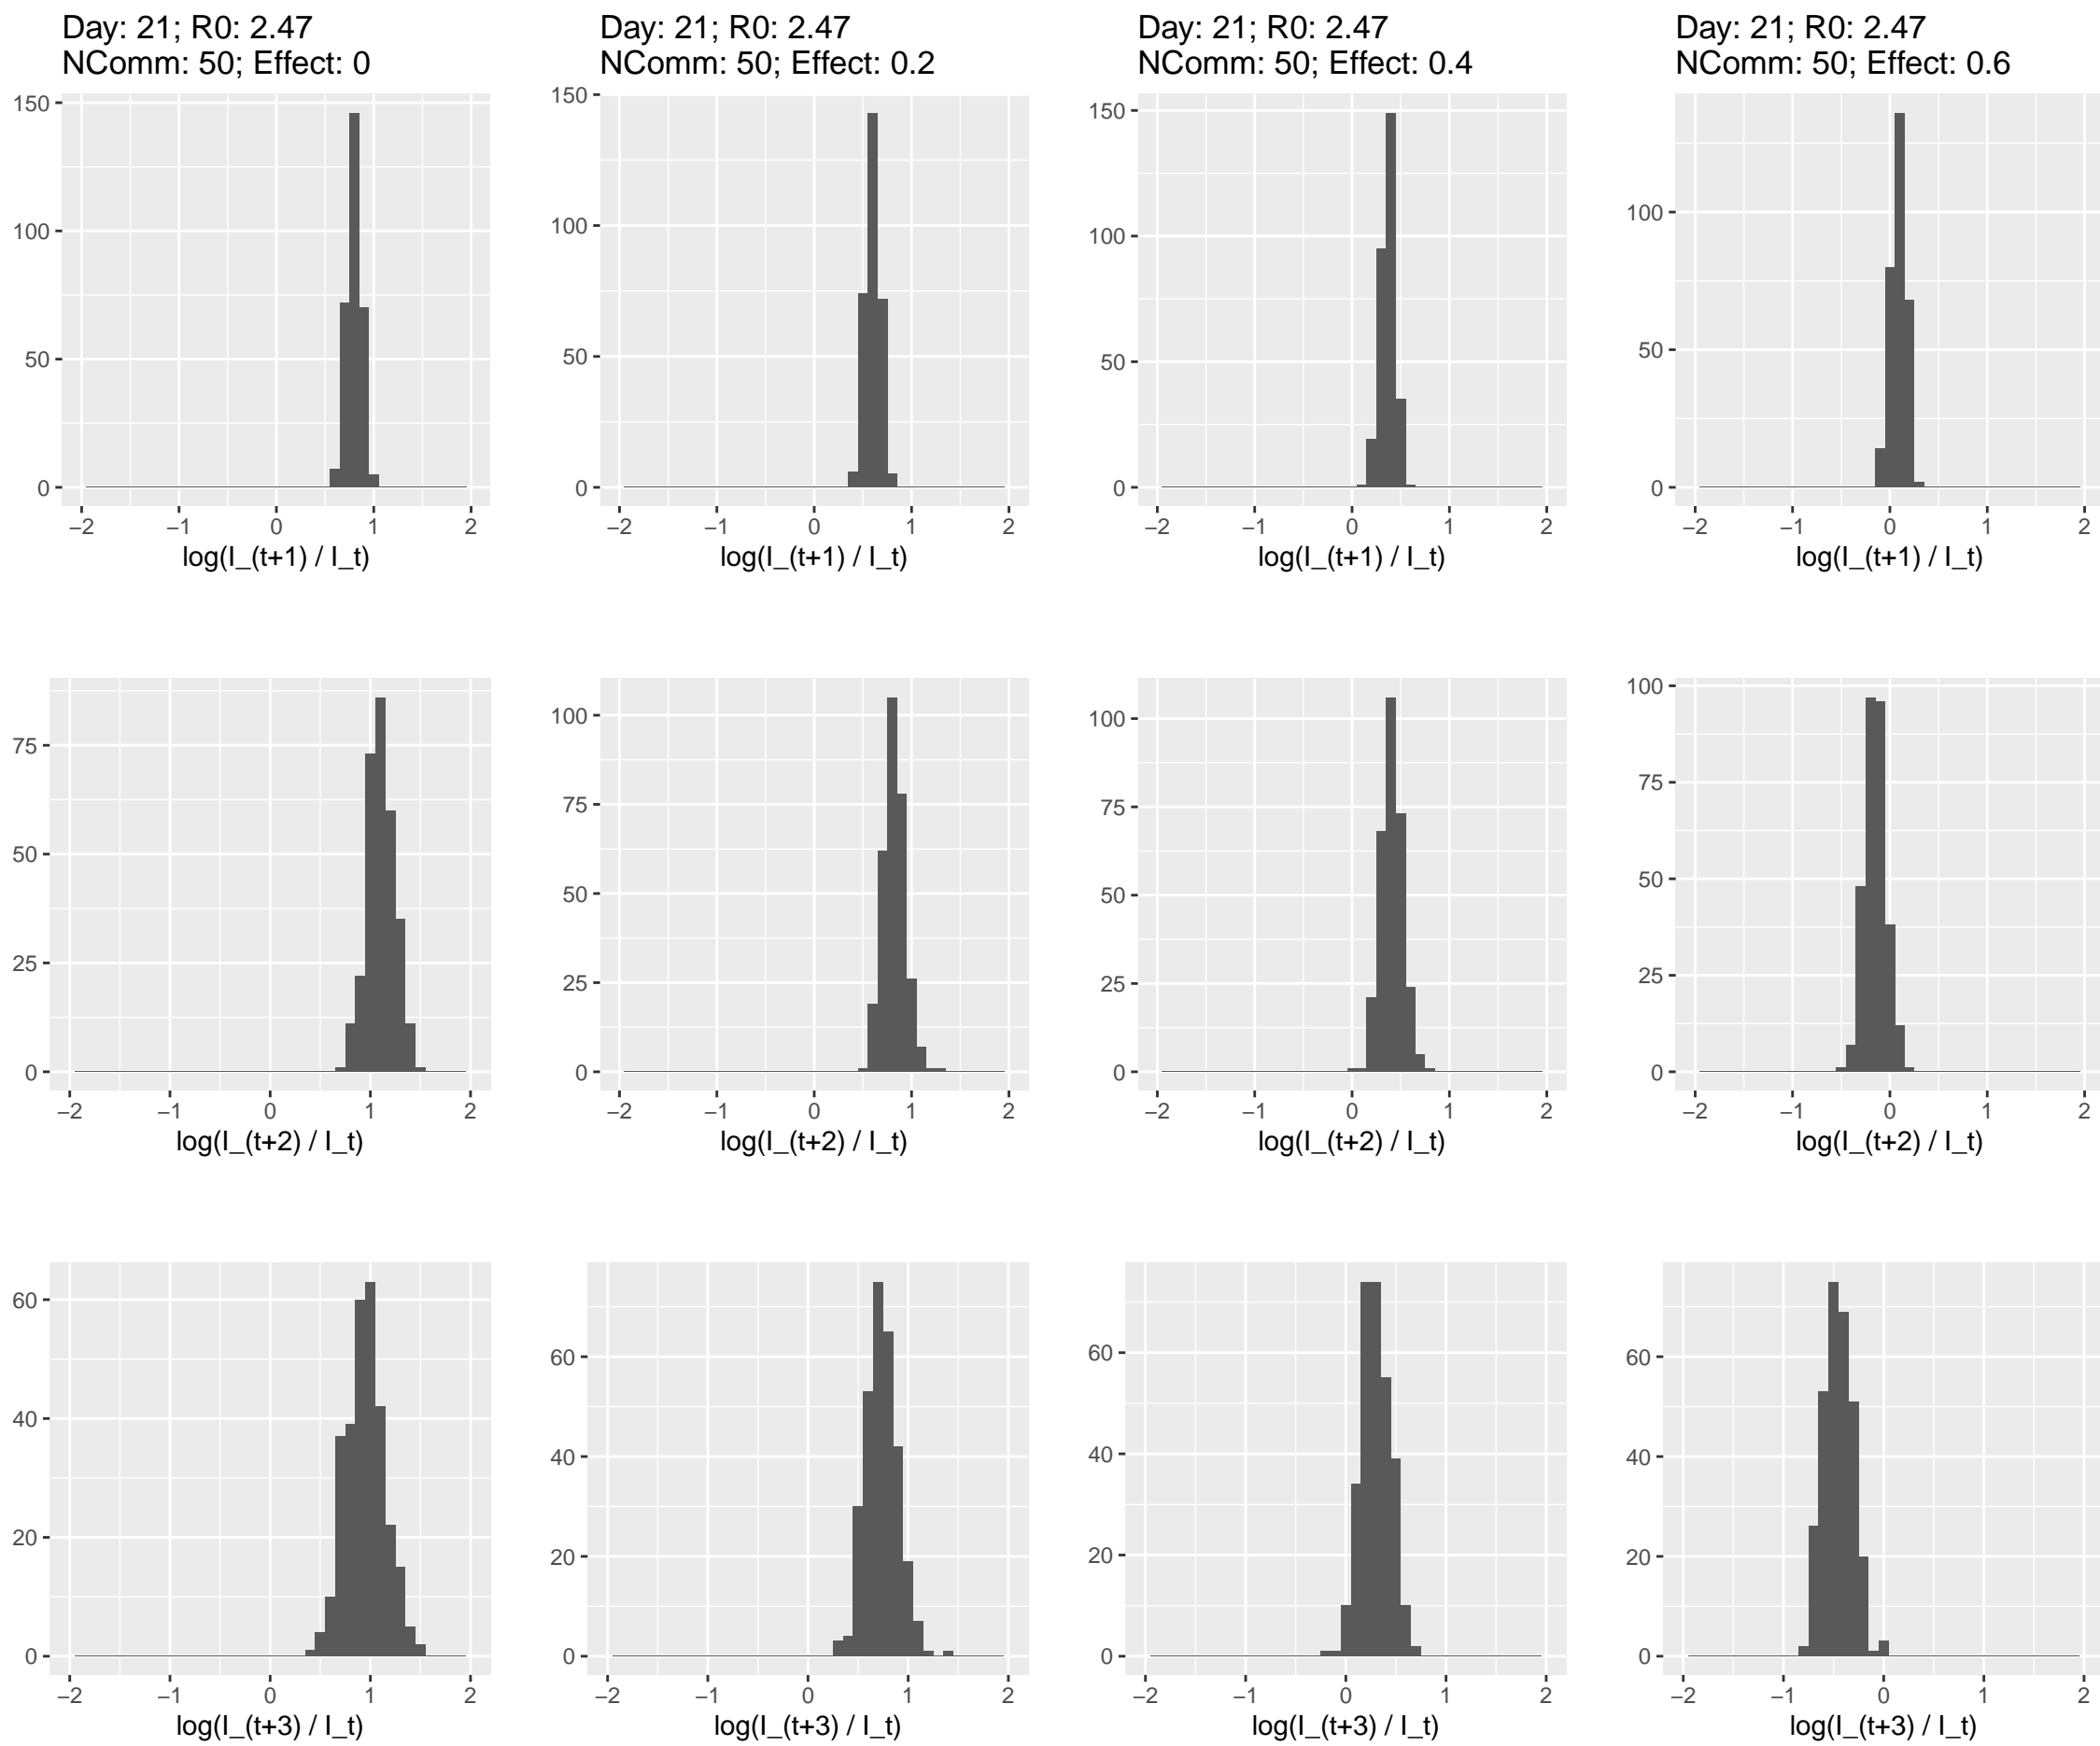 Day: 21; R0: 2.47
NComm: 50; Effect: 0
Day: 21; R0: 2.47
NComm: 50; Effect: 0.2
Day: 21; R0: 2.47
NComm: 50; Effect: 0.4
Day: 21; R0: 2.47
NComm: 50; Effect: 0.6
150
100
50
0
−2 −1 0 1 2
log(I_(t+1) / I_t)
150
100
50
0
−2 −1 0 1 2
log(I_(t+1) / I_t)
150
100
50
0
−2 −1 0 1 2
log(I_(t+1) / I_t)
100
50
0
−2 −1 0 1 2
log(I_(t+1) / I_t)
75
50
25
0
−2 −1 0 1 2
log(I_(t+2) / I_t)
100
75
50
25
0
−2 −1 0 1 2
log(I_(t+2) / I_t)
100
75
50
25
0
−2 −1 0 1 2
log(I_(t+2) / I_t)
100
75
50
25
0
−2 −1 0 1 2
log(I_(t+2) / I_t)
60
40
20
0
−2 −1 0 1 2
log(I_(t+3) / I_t)
60
40
20
0
−2 −1 0 1 2
log(I_(t+3) / I_t)
60
40
20
0
−2 −1 0 1 2
log(I_(t+3) / I_t)
60
40
20
0
−2 −1 0 1 2
log(I_(t+3) / I_t)